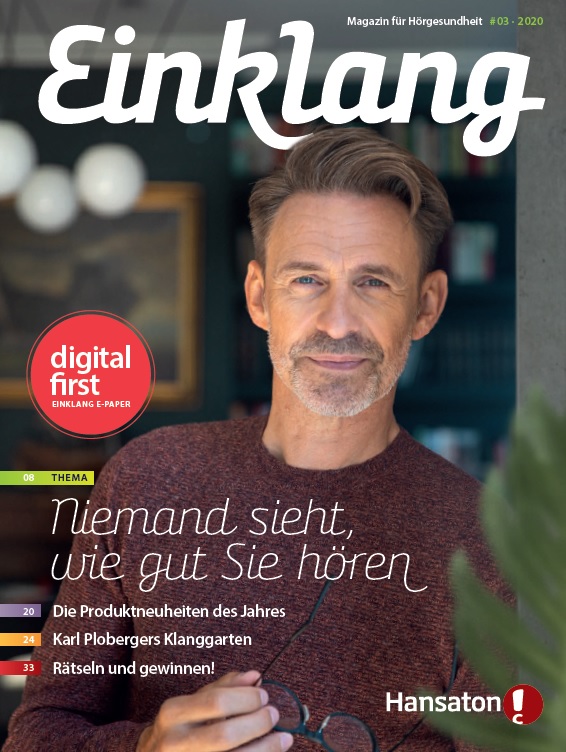 Magazin für Hörgesundheit #03 - 2020
Einklang
digital
first
EINKLANG E-PAPER
08 THEMA
Niemand sieht,
wie gut Sie hören
20 Die Produktneuheiten des Jahres
24 Karl Plobergers Klanggarten
33 Rätseln und gewinnen!
Hansaton